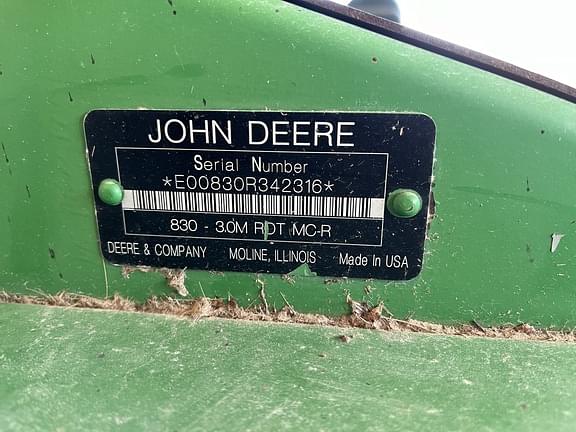 JOHN DEERE
Serial Number
*E00830R342316*
830 - 3.0M RDT MC-R
DEERE & COMPANY MOLINE, ILLINOIS Made In USA